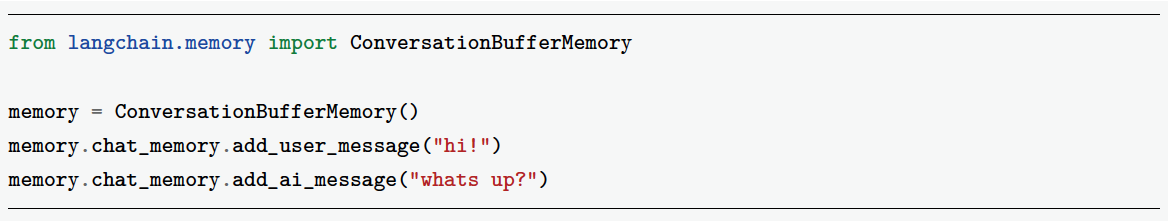 from langchain.memory import ConversationBufferMemory
memory = ConversationBufferMemory()
memory.chat_memory.add_user_message("hi!")
memory.chat_memory.add_ai_message("whats up?")